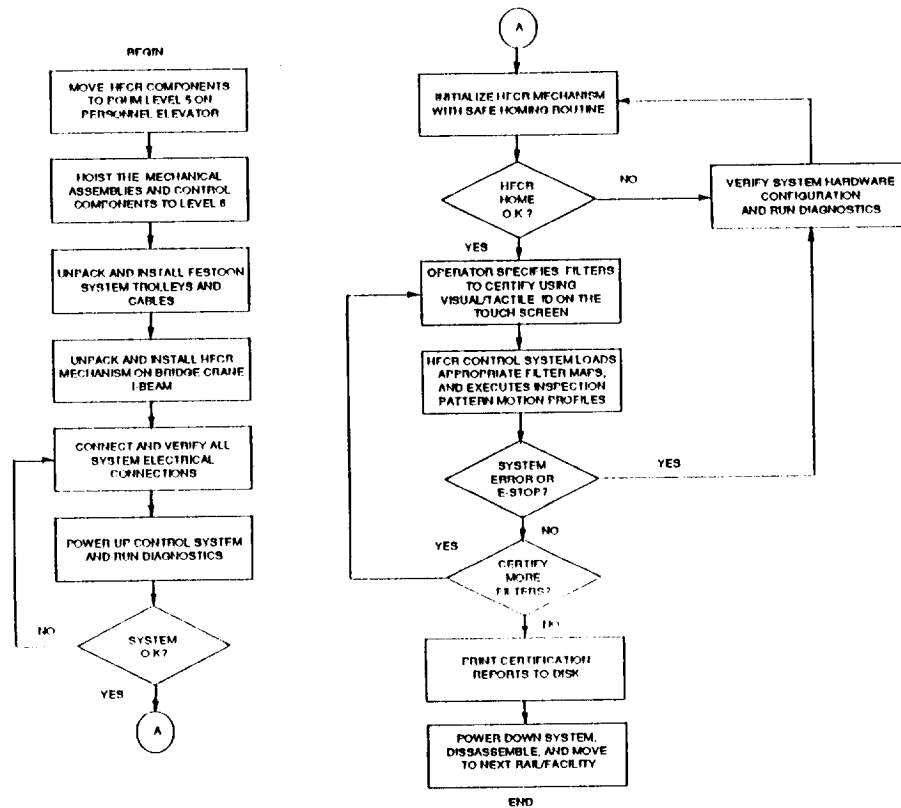 BEGIN
MOVE HFCR COMPONENTS
TO LEVEL 5 ON
PERSONNEL ELEVATOR
HOIST THE MECHANICAL
ASSEMBLIES AND CONTROL
COMPONENTS TO LEVEL 6
UNPACK AND INSTALL FESTOON
SYSTEM TROLLEYS AND
CABLES
UNPACK AND INSTALL HFCR
MECHANISM ON BRIDGE CRANE
I-BEAM
CONNECT AND VERIFY ALL
SYSTEM ELECTRICAL
CONNECTIONS
POWER UP CONTROL SYSTEM
AND RUN DIAGNOSTICS
NO
SYSTEM
O.K?
YES
A
A
INITIALIZE HFCR MECHANISM
WITH SAFE HOMING ROUTINE
HFCR
HOME
O.K?
NO
VERIFY SYSTEM HARDWARE
CONFIGURATION
AND RUN DIAGNOSTICS
YES
OPERATOR SPECIFIES FILTERS
TO CERTIFY USING
VISUAL/TACTILE ID ON THE
TOUCH SCREEN
HFCR CONTROL SYSTEM LOADS
APPROPRIATE FILTER MAPS,
AND EXECUTES INSPECTION
PATTERN MOTION PROFILES
SYSTEM
ERROR OR
E-STOP?
YES
NO
YES
CERTIFY
MORE
FILTERS?
NO
PRINT CERTIFICATION
REPORTS TO DISK
POWER DOWN SYSTEM,
DISSASSEMBLE, AND MOVE
TO NEXT RAIL/FACILITY
END